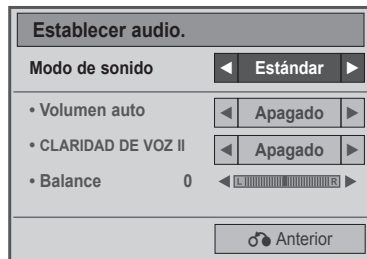 Establecer audio.
Modo de sonido ◀ Estándar ▶
• Volumen auto ◀ Apagado ▶
• CLARIDAD DE VOZ II ◀ Apagado ▶
• Balance 0 ◀ L R ▶
Anterior